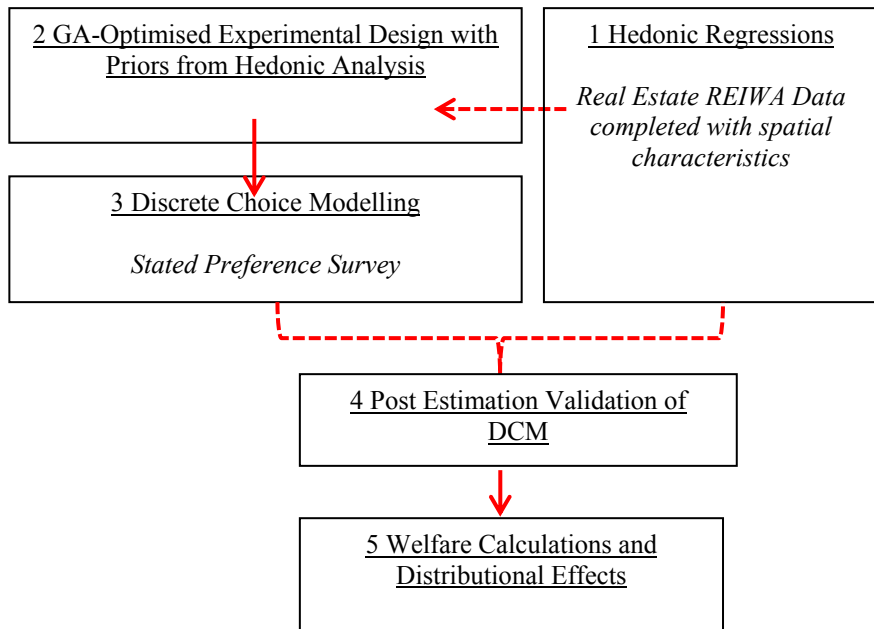 2 GA-Optimised Experimental Design with
Priors from Hedonic Analysis
1 Hedonic Regressions
Real Estate REIWA Data
completed with spatial
characteristics
3 Discrete Choice Modelling
Stated Preference Survey
4 Post Estimation Validation of
DCM
5 Welfare Calculations and
Distributional Effects